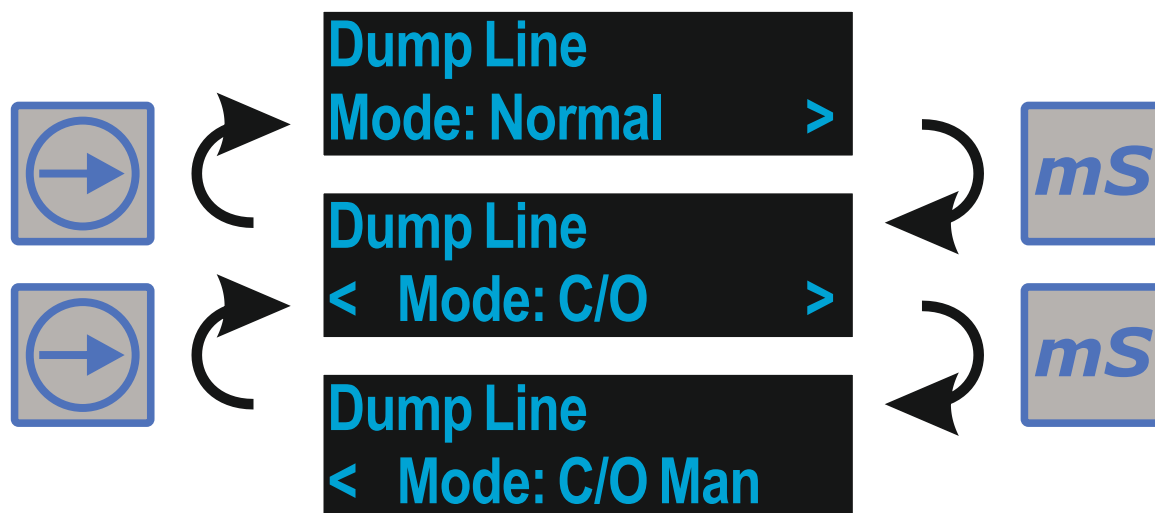 Dump Line
Mode: Normal >
mS
Dump Line
< Mode: C/O >
mS
Dump Line
< Mode: C/O Man